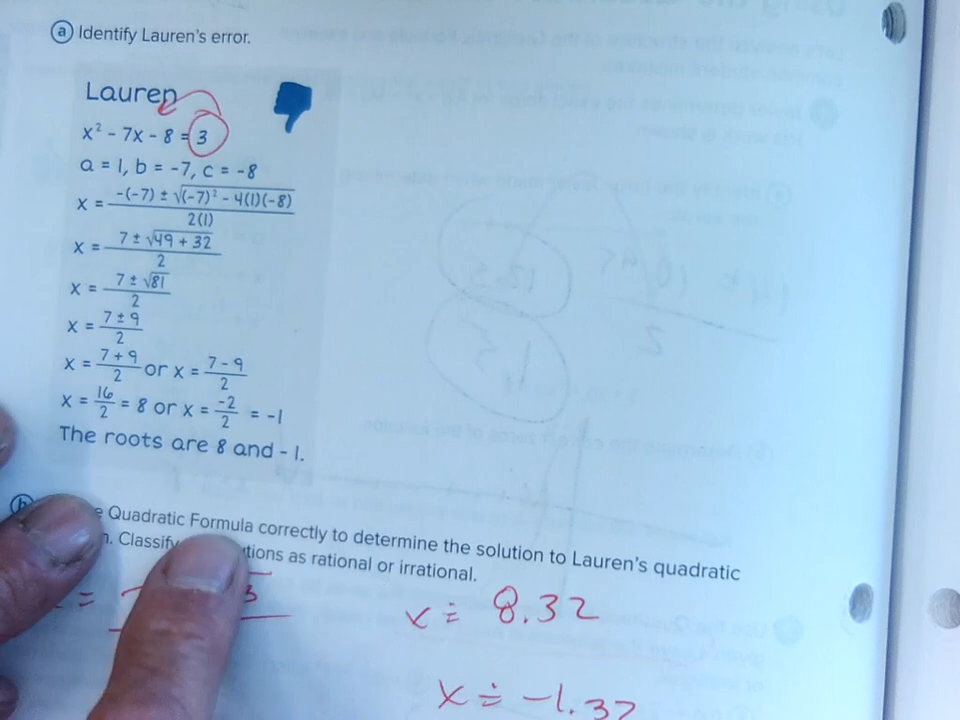 ⓐ Identify Lauren's error.
Lauren
x² - 7x - 8 = 3
a = 1, b = -7, c = -8
x = -(-7) ± √(-7)² - 4(1)(-8) / 2(1)
x = 7 ± √49 + 32 / 2
x = 7 ± √81 / 2
x = 7 ± 9 / 2
x = 7 + 9 / 2 or x = 7 - 9 / 2
x = 16 / 2 = 8 or x = -2 / 2 = -1
The roots are 8 and -1.
Quadratic Formula correctly to determine the solution to Lauren's quadratic
as rational or irrational.
x ≐ 8.32
x ≐ -1.32